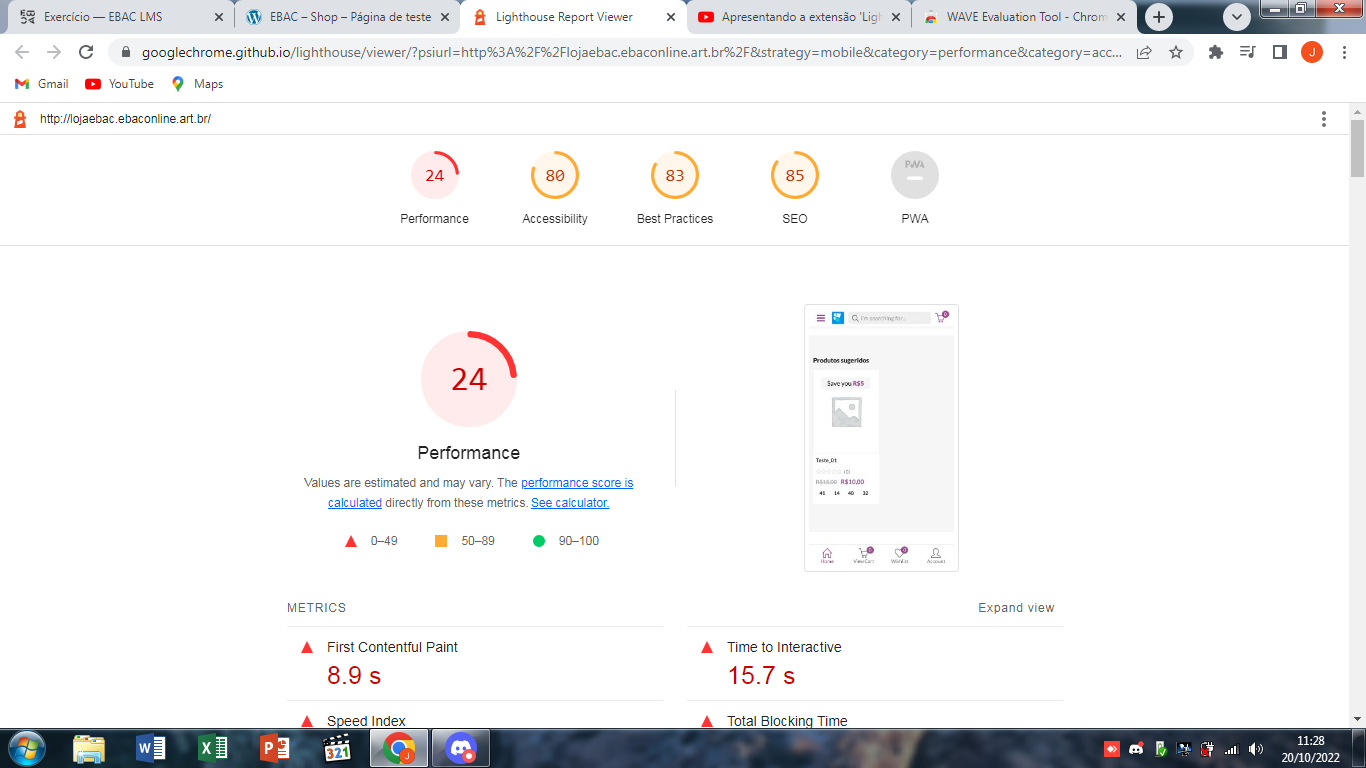 Exercício — EBAC LMS
EBAC – Shop – Página de teste
Lighthouse Report Viewer
Apresentando a extensão 'Ligh
WAVE Evaluation Tool - Chrom
googlechrome.github.io/lighthouse/viewer/?psiurl=http%3A%2F%2Flojaebac.ebaconline.art.br%2F&strategy=mobile&category=performance&category=acc...
J
Gmail
YouTube
Maps
http://lojaebac.ebaconline.art.br/
24
80
83
85
PWA
Performance
Accessibility
Best Practices
SEO
PWA
24
Performance
Values are estimated and may vary. The performance score is
calculated directly from these metrics. See calculator.
0–49
50–89
90–100
I'm searching for...
0
Produtos sugeridos
Save you R$5
Teste_01
(0)
R$15,00 R$10,00
41 14 40 32
0
0
Home
View Cart
Wishlist
Account
METRICS
Expand view
First Contentful Paint
8.9 s
Time to Interactive
15.7 s
Speed Index
Total Blocking Time
321
J
11:28
20/10/2022